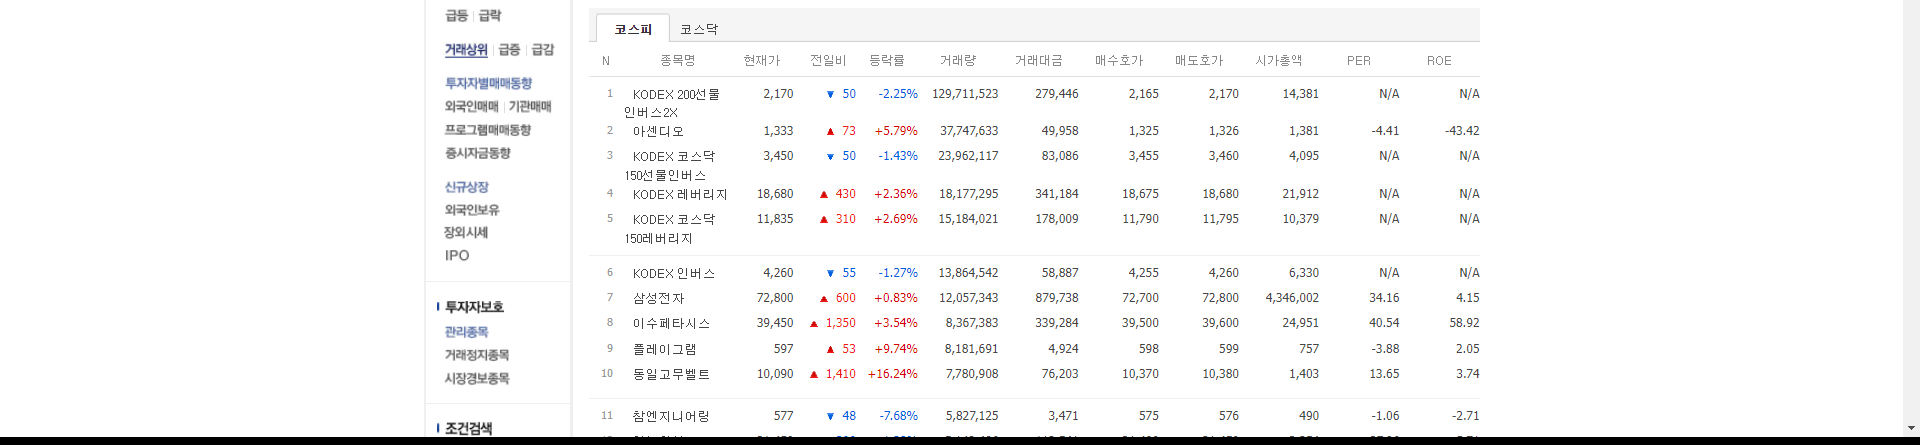 급등 | 급락
거래상위 | 급증 | 급감
투자자별매매동향
외국인매매 | 기관매매
프로그램매매동향
증시자금동향
신규상장
외국인보유
장외시세
IPO
투자자보호
관리종목
거래정지종목
시장경보종목
조건검색
코스피 코스닥
N 종목명 현재가 전일비 등락률 거래량 거래대금 매수호가 매도호가 시가총액 PER ROE
1 KODEX 200선물 2,170 ▼ 50 -2.25% 129,711,523 279,446 2,165 2,170 14,381 N/A N/A
인버스2X
2 아센디오 1,333 ▲ 73 +5.79% 37,747,633 49,958 1,325 1,326 1,381 -4.41 -43.42
3 KODEX 코스닥 3,450 ▼ 50 -1.43% 23,962,117 83,086 3,455 3,460 4,095 N/A N/A
150선물인버스
4 KODEX 레버리지 18,680 ▲ 430 +2.36% 18,177,295 341,184 18,675 18,680 21,912 N/A N/A
5 KODEX 코스닥 11,835 ▲ 310 +2.69% 15,184,021 178,009 11,790 11,795 10,379 N/A N/A
150레버리지
6 KODEX 인버스 4,260 ▼ 55 -1.27% 13,864,542 58,887 4,255 4,260 6,330 N/A N/A
7 삼성전자 72,800 ▲ 600 +0.83% 12,057,343 879,738 72,700 72,800 4,346,002 34.16 4.15
8 이수페타시스 39,450 ▲ 1,350 +3.54% 8,367,383 339,284 39,500 39,600 24,951 40.54 58.92
9 플레이그램 597 ▲ 53 +9.74% 8,181,691 4,924 598 599 757 -3.88 2.05
10 동일고무벨트 10,090 ▲ 1,410 +16.24% 7,780,908 76,203 10,370 10,380 1,403 13.65 3.74
11 참엔지니어링 577 ▼ 48 -7.68% 5,827,125 3,471 575 576 490 -1.06 -2.71